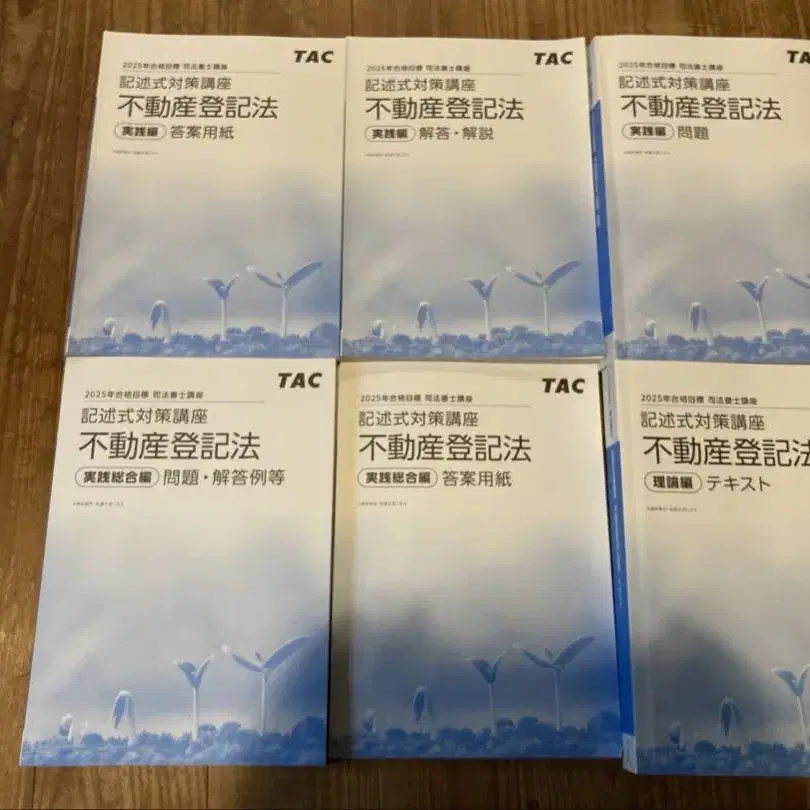 TAC
2025年合格目標 司法書士講座
記述式対策講座
不動産登記法
実践編 答案用紙
TAC
2025年合格目標 司法書士講座
記述式対策講座
不動産登記法
実践編 解答・解説
TA
2025年合格目標 司法書士講座
記述式対策講座
不動産登記法
実践編 問題
TAC
2025年合格目標 司法書士講座
記述式対策講座
不動産登記法
実践総合編 問題・解答例等
TAC
2025年合格目標 司法書士講座
記述式対策講座
不動産登記法
実践総合編 答案用紙
2025年合格目標 司法書士講座
記述式対策講座
不動産登記法
理論編 テキスト